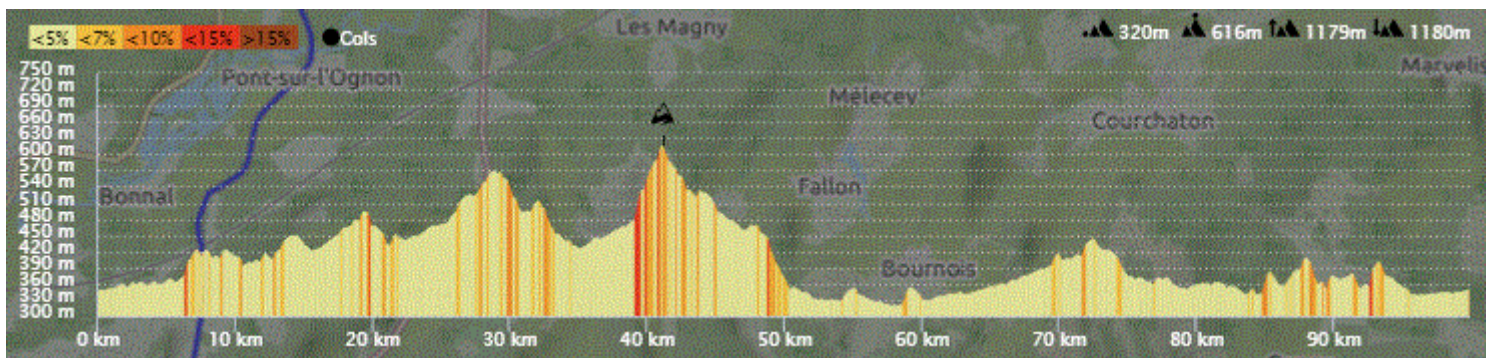 Les Magny
<5% <7% <10% <15% >15% Cols
320m 616m 1179m 1180m
Marvelis
Pont-sur-l'Ognon
Mélecey
Courchaton
Bonnal
Fallon
Bournois
750 m
720 m
690 m
660 m
630 m
600 m
570 m
540 m
510 m
480 m
450 m
420 m
390 m
360 m
330 m
300 m
0 km 10 km 20 km 30 km 40 km 50 km 60 km 70 km 80 km 90 km